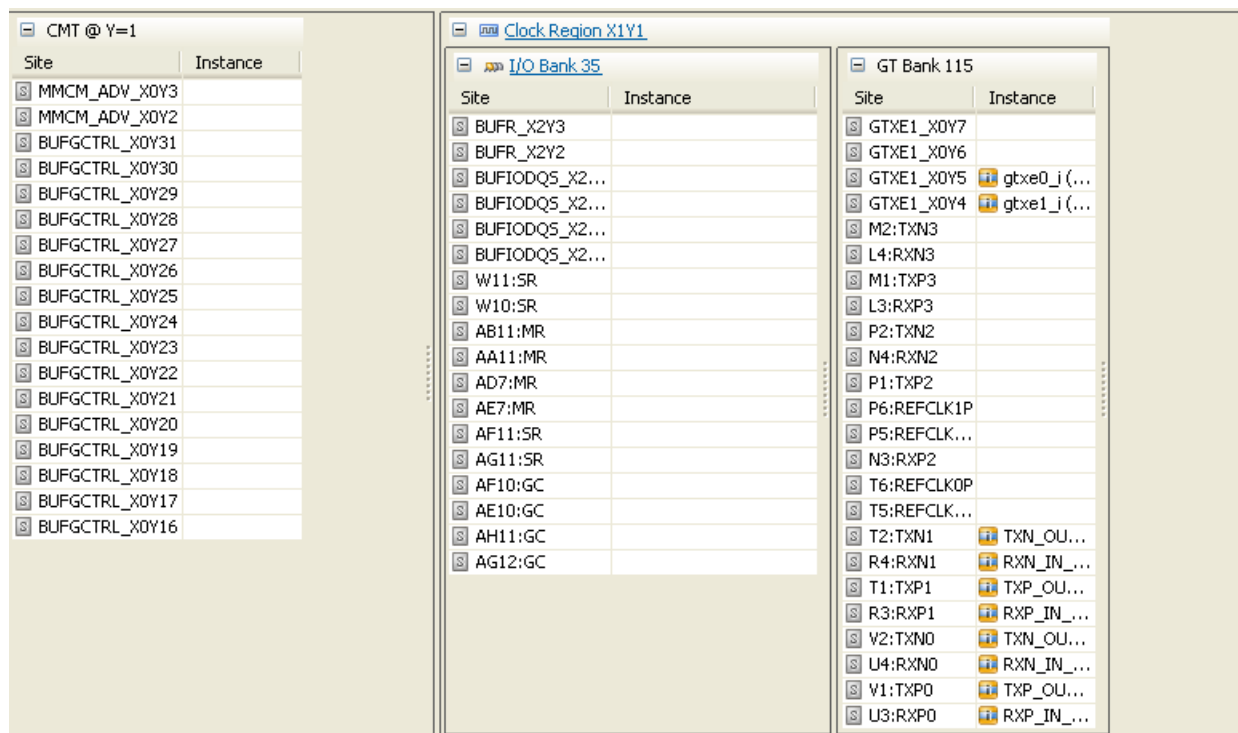 CMT @ Y=1
Site Instance
MMCM_ADV_X0Y3
MMCM_ADV_X0Y2
BUFGCTRL_X0Y31
BUFGCTRL_X0Y30
BUFGCTRL_X0Y29
BUFGCTRL_X0Y28
BUFGCTRL_X0Y27
BUFGCTRL_X0Y26
BUFGCTRL_X0Y25
BUFGCTRL_X0Y24
BUFGCTRL_X0Y23
BUFGCTRL_X0Y22
BUFGCTRL_X0Y21
BUFGCTRL_X0Y20
BUFGCTRL_X0Y19
BUFGCTRL_X0Y18
BUFGCTRL_X0Y17
BUFGCTRL_X0Y16
Clock Region X1Y1
I/O Bank 35
Site Instance
BUFR_X2Y3
BUFR_X2Y2
BUFIODQS_X2...
BUFIODQS_X2...
BUFIODQS_X2...
BUFIODQS_X2...
W11:SR
W10:SR
AB11:MR
AA11:MR
AD7:MR
AE7:MR
AF11:SR
AG11:SR
AF10:GC
AE10:GC
AH11:GC
AG12:GC
GT Bank 115
Site Instance
GTXE1_X0Y7
GTXE1_X0Y6
GTXE1_X0Y5 gtxe0_i (...
GTXE1_X0Y4 gtxe1_i (...
M2:TXN3
L4:RXN3
M1:TXP3
L3:RXP3
P2:TXN2
N4:RXN2
P1:TXP2
P6:REFCLK1P
P5:REFCLK...
N3:RXP2
T6:REFCLK0P
T5:REFCLK...
T2:TXN1 TXN_OU...
R4:RXN1 RXN_IN_...
T1:TXP1 TXP_OU...
R3:RXP1 RXP_IN_...
V2:TXN0 TXN_OU...
U4:RXN0 RXN_IN_...
V1:TXP0 TXP_OU...
U3:RXP0 RXP_IN_...